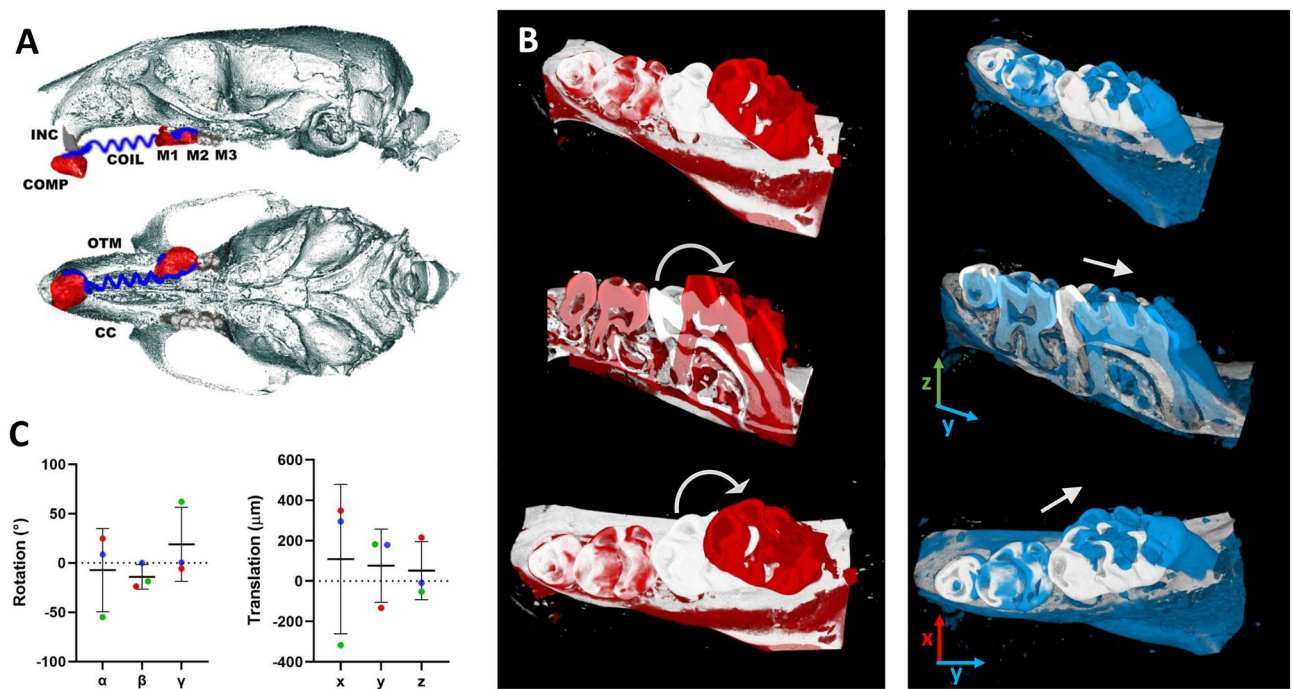 A
INC
COIL M1 M2 M3
COMP
OTM
CC
B
z
y
x
y
C
Rotation (°)
100
50
0
-50
-100
α β γ
Translation (µm)
600
400
200
0
-200
-400
x y z